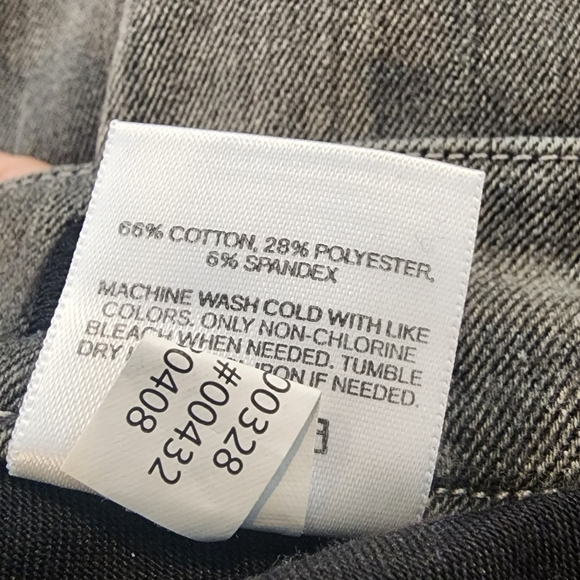 66% COTTON, 28% POLYESTER,
6% SPANDEX
MACHINE WASH COLD WITH LIKE
COLORS. ONLY NON-CHLORINE
BLEACH WHEN NEEDED. TUMBLE
DRY IRON IF NEEDED.
00328
#00432
00408